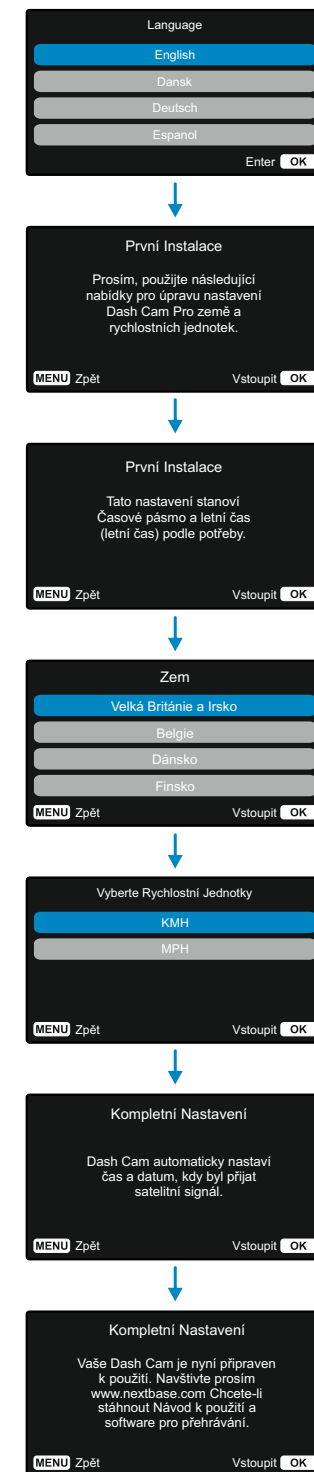 Language
English
Dansk
Deutsch
Espanol
Enter OK
První Instalace
Prosím, použijte následující
nabídky pro úpravu nastavení
Dash Cam Pro země a
rychlostních jednotek.
MENU Zpět Vstoupit OK
První Instalace
Tato nastavení stanoví
Časové pásmo a letní čas
(letní čas) podle potřeby.
MENU Zpět Vstoupit OK
Zem
Velká Británie a Irsko
Belgie
Dánsko
Finsko
MENU Zpět Vstoupit OK
Vyberte Rychlostní Jednotky
KMH
MPH
MENU Zpět Vstoupit OK
Kompletní Nastavení
Dash Cam automaticky nastaví
čas a datum, kdy byl přijat
satelitní signál.
MENU Zpět Vstoupit OK
Kompletní Nastavení
Vaše Dash Cam je nyní připraven
k použití. Navštivte prosím
www.nextbase.com Chcete-li
stáhnout Návod k použití a
software pro přehrávání.
MENU Zpět Vstoupit OK